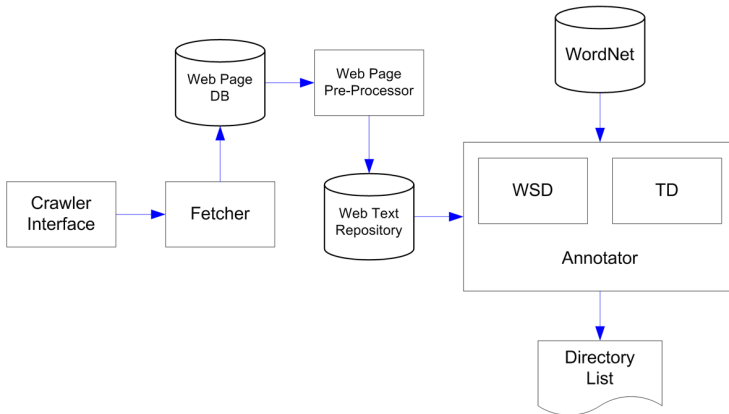 WordNet
Web Page
DB
Web Page
Pre-Processor
Crawler
Interface
Fetcher
Web Text
Repository
WSD
TD
Annotator
Directory
List